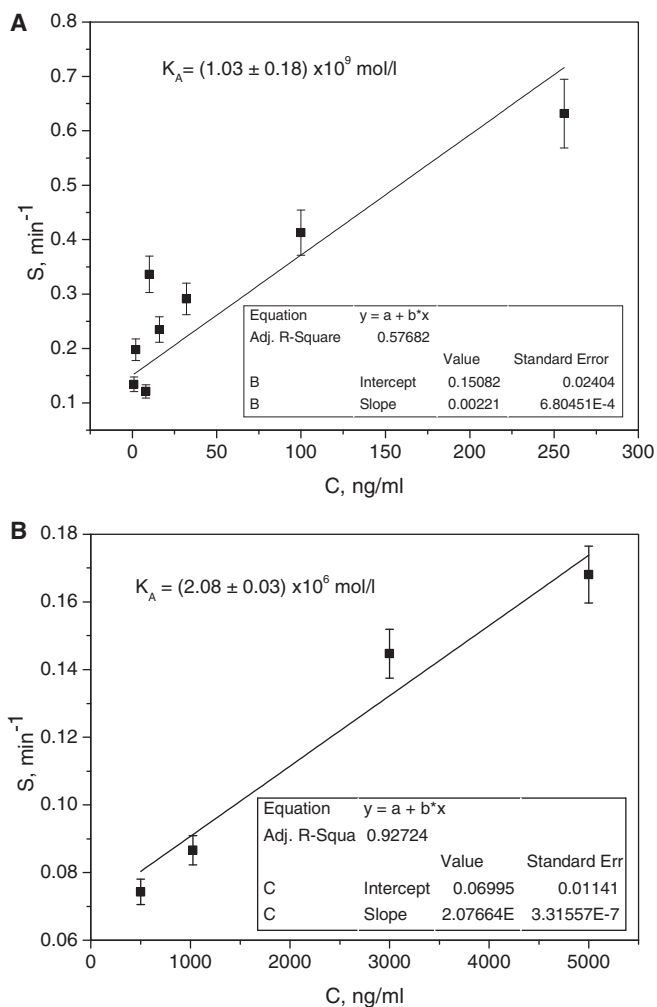 A
K_A = (1.03 ± 0.18) x10^9 mol/l
S, min^-1
0.8
0.7
0.6
0.5
0.4
0.3
0.2
0.1
Equation y = a + b*x
Adj. R-Square 0.57682
Value Standard Error
B Intercept 0.15082 0.02404
B Slope 0.00221 6.80451E-4
0 50 100 150 200 250 300
C, ng/ml
B
K_A = (2.08 ± 0.03) x10^6 mol/l
S, min^-1
0.18
0.16
0.14
0.12
0.10
0.08
0.06
Equation y = a + b*x
Adj. R-Squa 0.92724
Value Standard Err
C Intercept 0.06995 0.01141
C Slope 2.07664E 3.31557E-7
0 1000 2000 3000 4000 5000
C, ng/ml